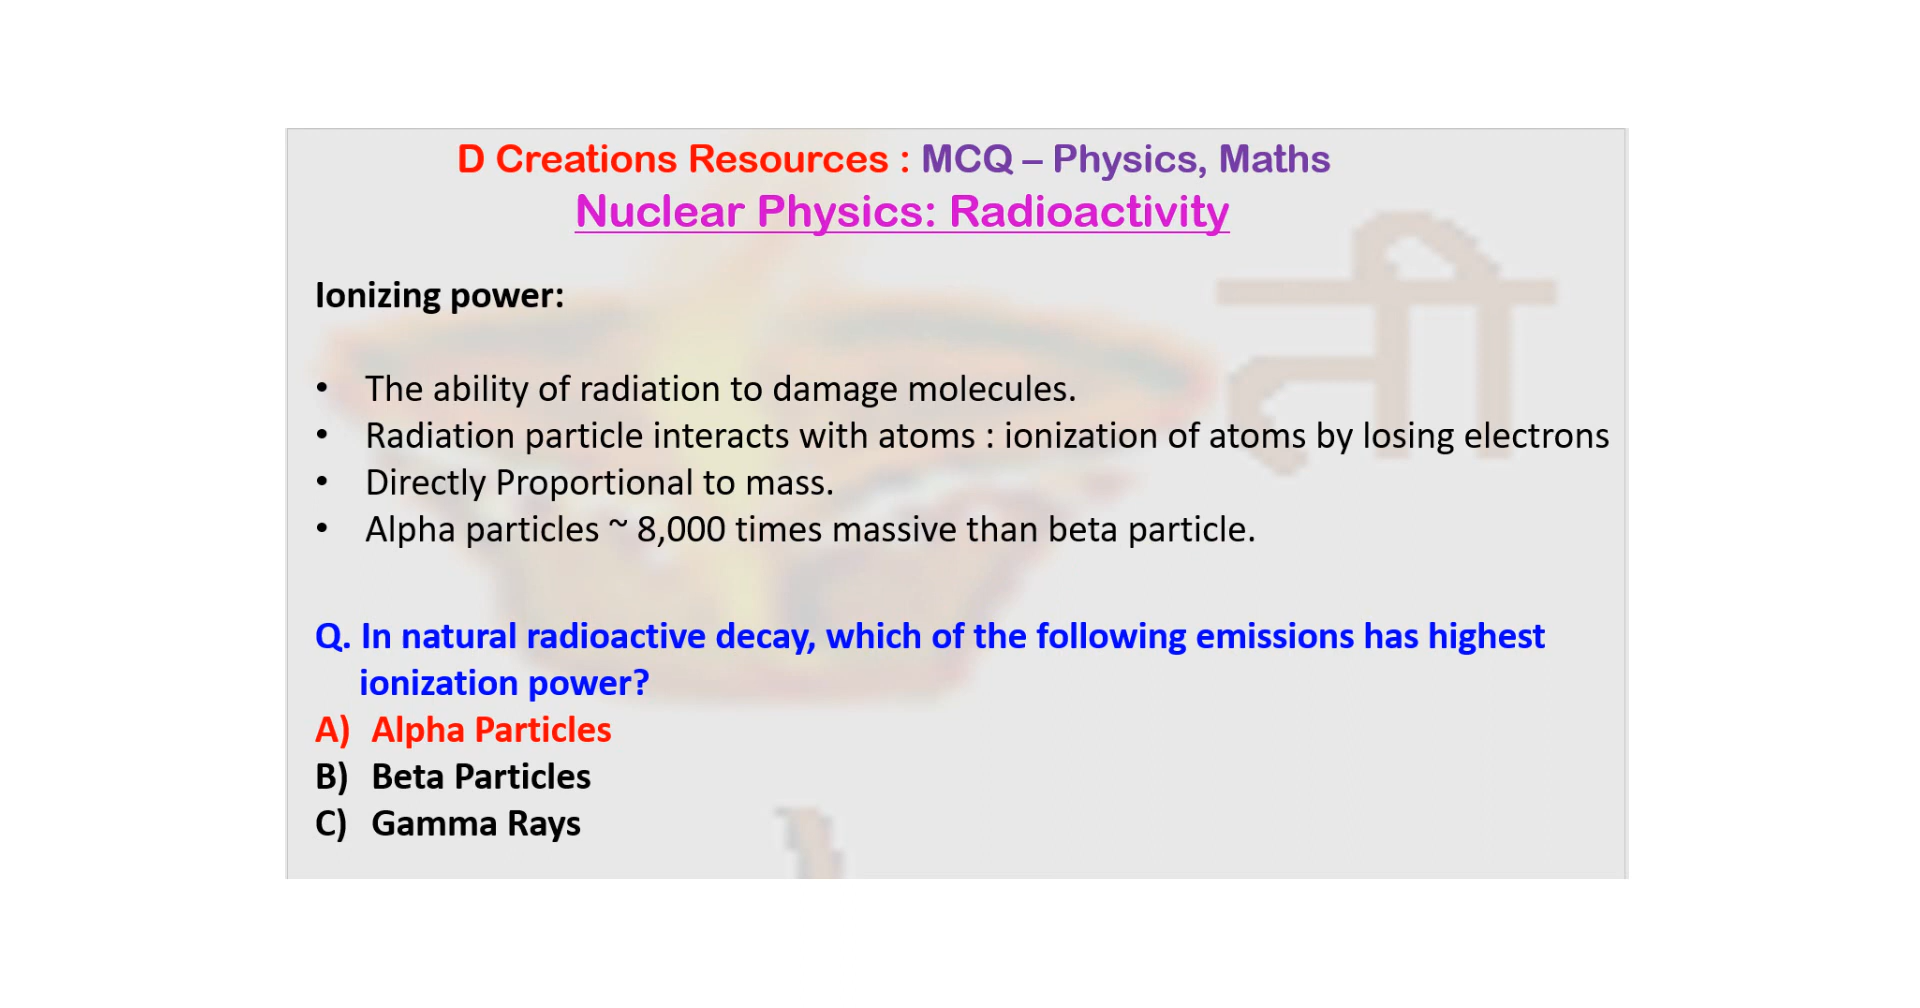 D Creations Resources : MCQ – Physics, Maths
Nuclear Physics: Radioactivity
Ionizing power:
• The ability of radiation to damage molecules.
• Radiation particle interacts with atoms : ionization of atoms by losing electrons
• Directly Proportional to mass.
• Alpha particles ~ 8,000 times massive than beta particle.
Q. In natural radioactive decay, which of the following emissions has highest
ionization power?
A) Alpha Particles
B) Beta Particles
C) Gamma Rays
ती